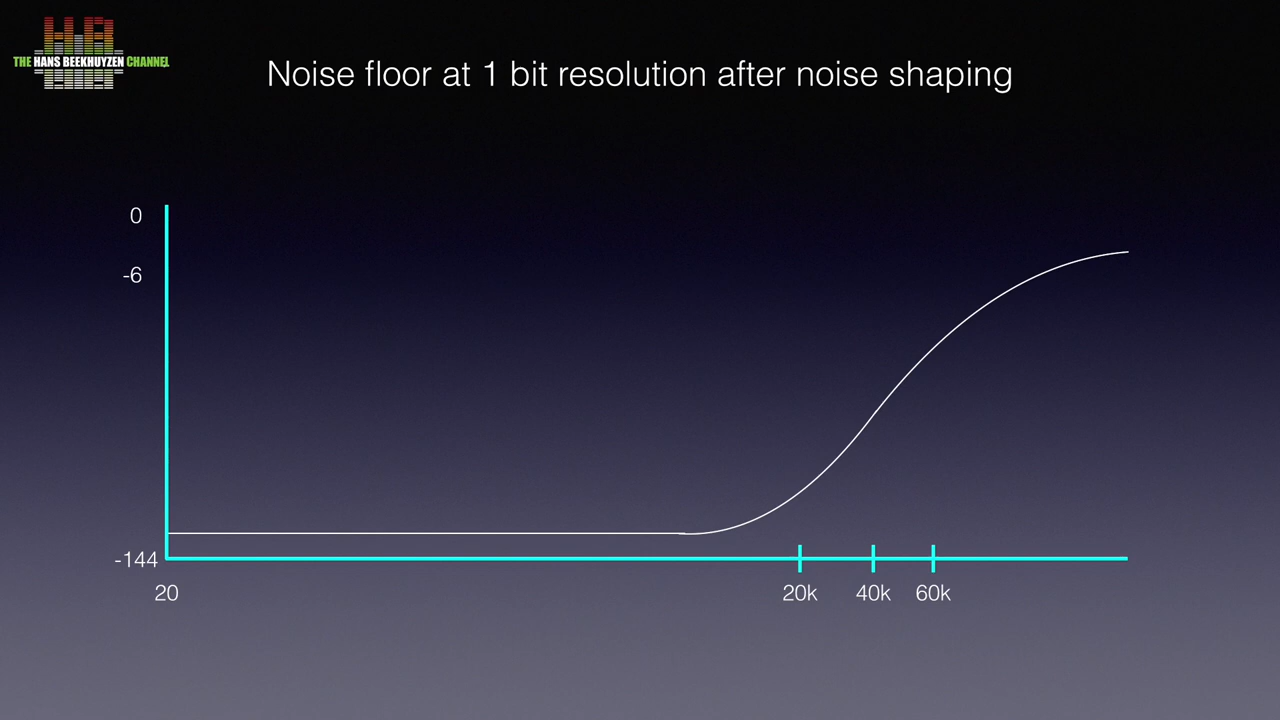 THE HANS BEEKHUYZEN CHANNEL
Noise floor at 1 bit resolution after noise shaping
0
-6
-144
20 20k 40k 60k